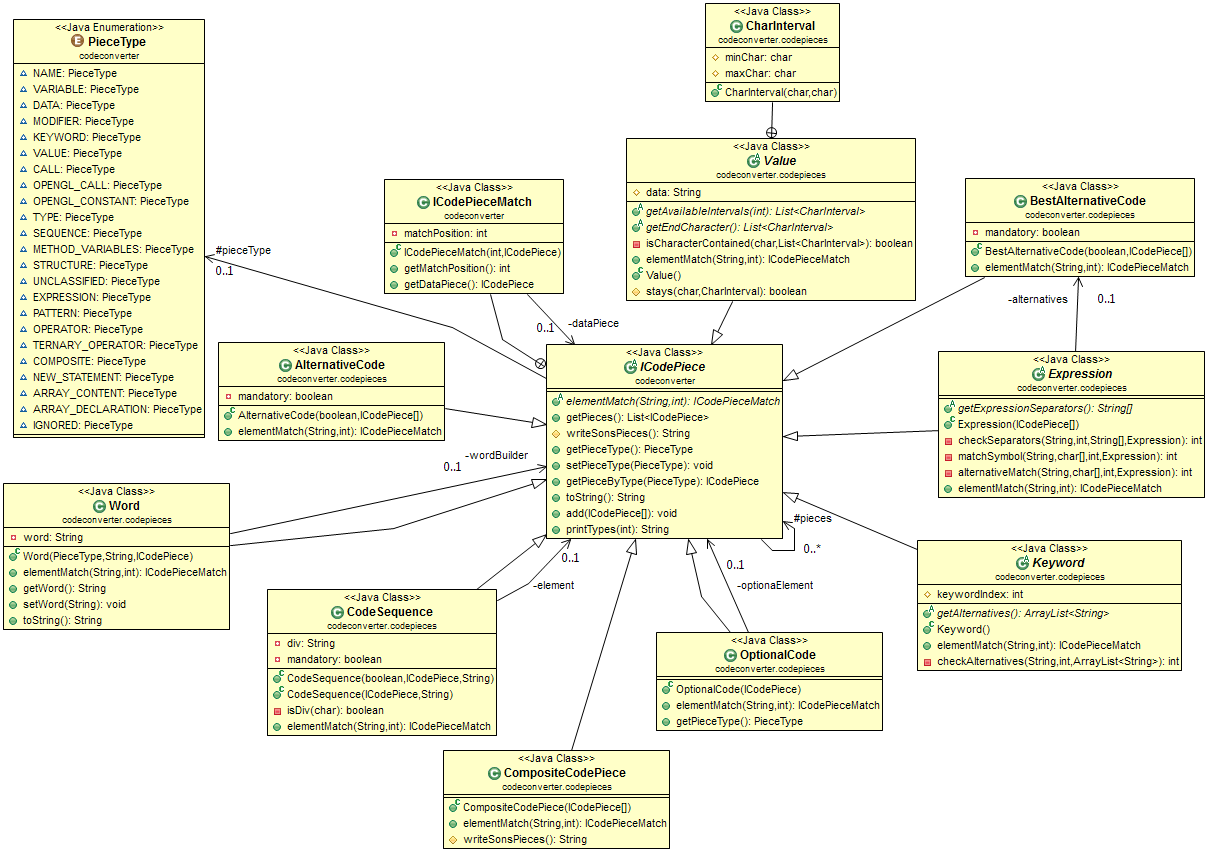 <<Java Enumeration>>
PieceType
codeconverter
NAME: PieceType
VARIABLE: PieceType
DATA: PieceType
MODIFIER: PieceType
KEYWORD: PieceType
VALUE: PieceType
CALL: PieceType
OPENGL_CALL: PieceType
OPENGL_CONSTANT: PieceType
TYPE: PieceType
SEQUENCE: PieceType
METHOD_VARIABLES: PieceType
STRUCTURE: PieceType
UNCLASSIFIED: PieceType
EXPRESSION: PieceType
PATTERN: PieceType
OPERATOR: PieceType
TERNARY_OPERATOR: PieceType
COMPOSITE: PieceType
NEW_STATEMENT: PieceType
ARRAY_CONTENT: PieceType
ARRAY_DECLARATION: PieceType
IGNORED: PieceType
#pieceType
0..1
<<Java Class>>
CharInterval
codeconverter.codepieces
minChar: char
maxChar: char
CharInterval(char,char)
<<Java Class>>
Value
codeconverter.codepieces
data: String
getAvailableIntervals(int): List<CharInterval>
getEndCharacter(): List<CharInterval>
isCharacterContained(char,List<CharInterval>): boolean
elementMatch(String,int): ICodePieceMatch
Value()
stays(char,CharInterval): boolean
<<Java Class>>
ICodePieceMatch
codeconverter
matchPosition: int
ICodePieceMatch(int,ICodePiece)
getMatchPosition(): int
getDataPiece(): ICodePiece
0..1
-dataPiece
<<Java Class>>
BestAlternativeCode
codeconverter.codepieces
mandatory: boolean
BestAlternativeCode(boolean,ICodePiece[])
elementMatch(String,int): ICodePieceMatch
-alternatives
0..1
<<Java Class>>
AlternativeCode
codeconverter.codepieces
mandatory: boolean
AlternativeCode(boolean,ICodePiece[])
elementMatch(String,int): ICodePieceMatch
<<Java Class>>
ICodePiece
codeconverter
elementMatch(String,int): ICodePieceMatch
getPieces(): List<ICodePiece>
writeSonsPieces(): String
getPieceType(): PieceType
setPieceType(PieceType): void
getPieceByType(PieceType): ICodePiece
toString(): String
add(ICodePiece[]): void
printTypes(int): String
<<Java Class>>
Expression
codeconverter.codepieces
getExpressionSeparators(): String[]
Expression(ICodePiece[])
checkSeparators(String,int,String[],Expression): int
matchSymbol(String,char[],int,Expression): int
alternativeMatch(String,char[],int,Expression): int
elementMatch(String,int): ICodePieceMatch
-wordBuilder
0..1
<<Java Class>>
Word
codeconverter.codepieces
word: String
Word(PieceType,String,ICodePiece)
elementMatch(String,int): ICodePieceMatch
getWord(): String
setWord(String): void
toString(): String
#pieces
0..*
<<Java Class>>
Keyword
codeconverter.codepieces
keywordIndex: int
getAlternatives(): ArrayList<String>
Keyword()
elementMatch(String,int): ICodePieceMatch
checkAlternatives(String,int,ArrayList<String>): int
0..1
-element
<<Java Class>>
CodeSequence
codeconverter.codepieces
div: String
mandatory: boolean
CodeSequence(boolean,ICodePiece,String)
CodeSequence(ICodePiece,String)
isDiv(char): boolean
elementMatch(String,int): ICodePieceMatch
0..1
-optionaElement
<<Java Class>>
OptionalCode
codeconverter.codepieces
OptionalCode(ICodePiece)
elementMatch(String,int): ICodePieceMatch
getPieceType(): PieceType
<<Java Class>>
CompositeCodePiece
codeconverter.codepieces
CompositeCodePiece(ICodePiece[])
elementMatch(String,int): ICodePieceMatch
writeSonsPieces(): String